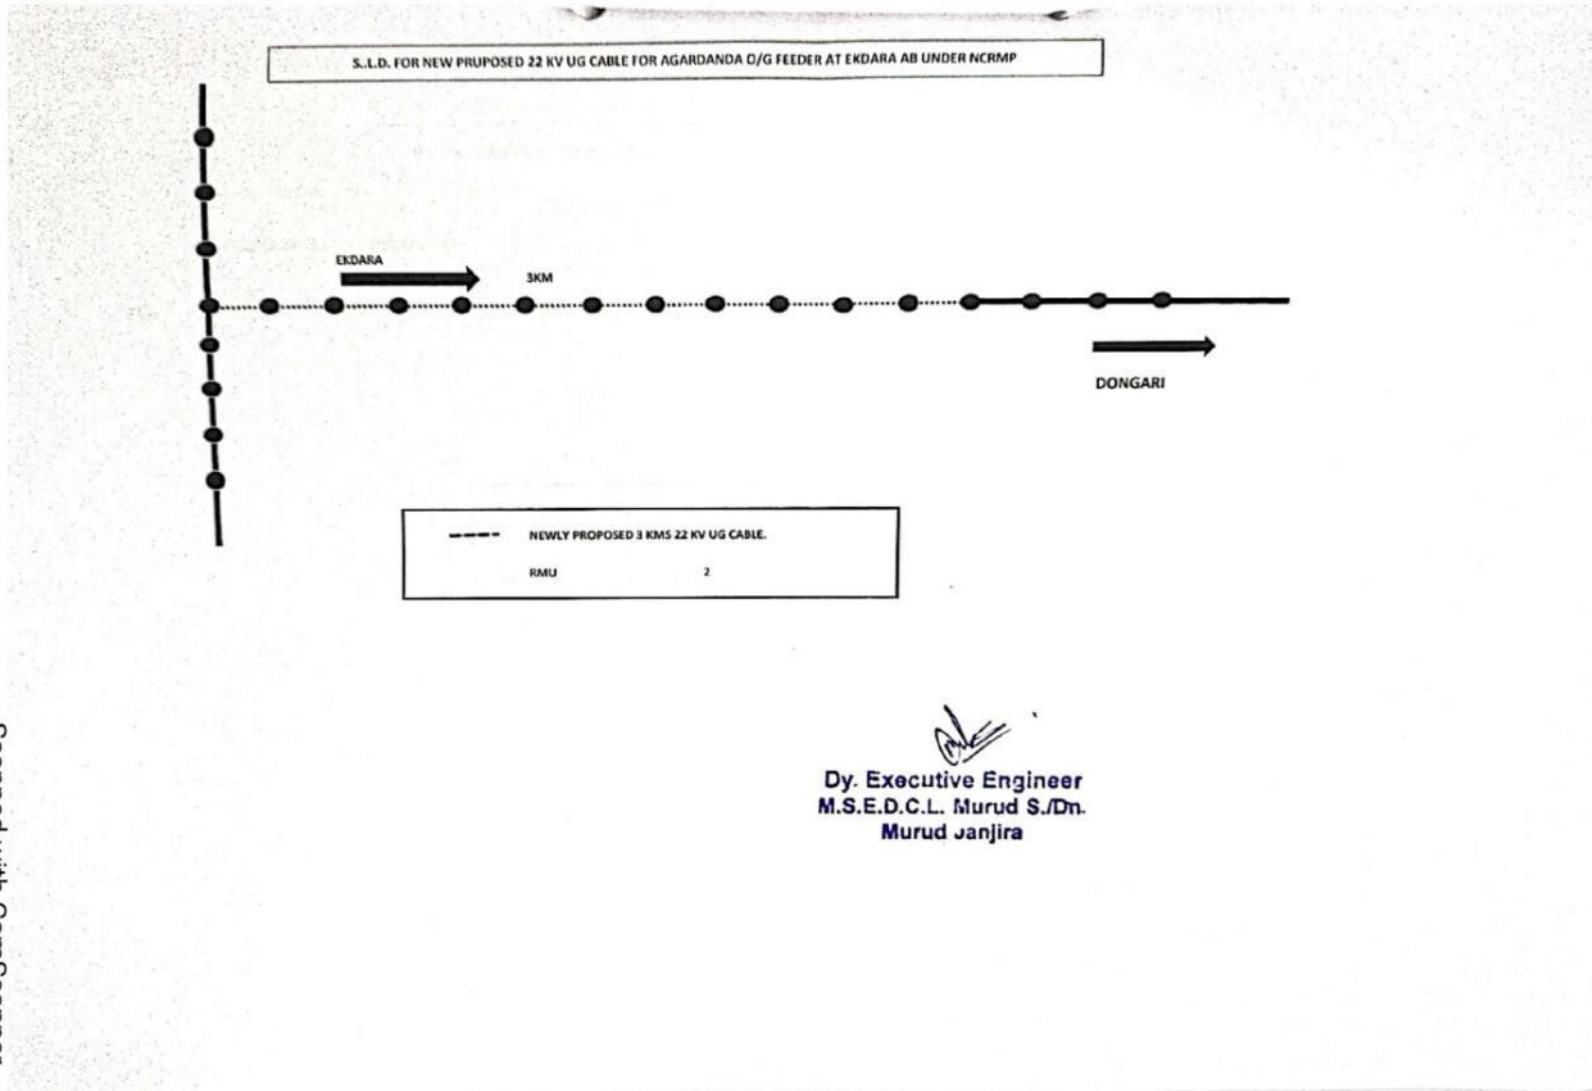 S..L.D. FOR NEW PRUPOSED 22 KV UG CABLE FOR AGARDANDA O/G FEEDER AT EKDARA AB UNDER NCRMP
EKDARA
3KM
DONGARI
NEWLY PROPOSED 3 KMS 22 KV UG CABLE.
RMU 2
Dy. Executive Engineer
M.S.E.D.C.L. Murud S./Dn.
Murud Janjira